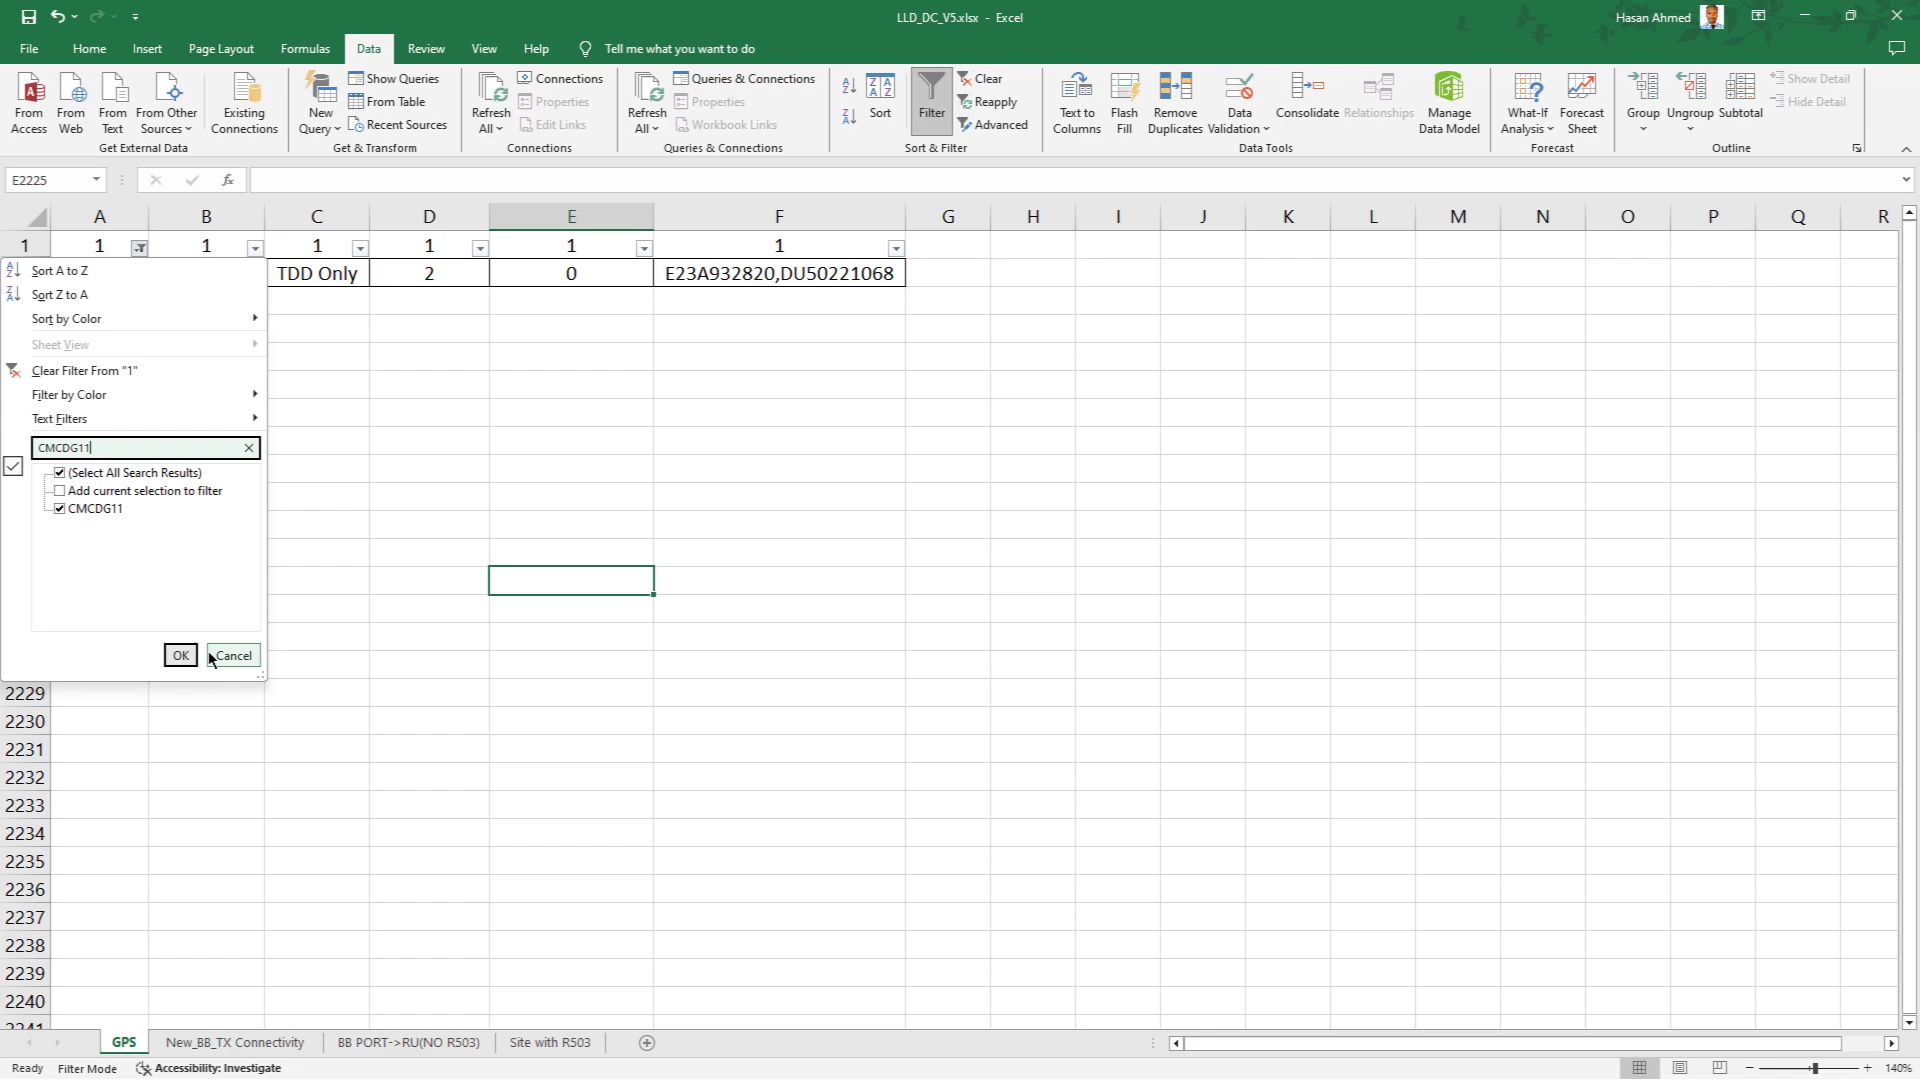 LLD_DC_V5.xlsx - Excel
Hasan Ahmed
File Home Insert Page Layout Formulas Data Review View Help Tell me what you want to do
From Access
From Web
From Text
From Other Sources
Existing Connections
Get External Data
New Query
Show Queries
From Table
Recent Sources
Get & Transform
Refresh All
Connections
Properties
Edit Links
Connections
Refresh All
Queries & Connections
Properties
Workbook Links
Queries & Connections
Sort
Filter
Clear
Reapply
Advanced
Sort & Filter
Text to Columns
Flash Fill
Remove Duplicates
Data Validation
Consolidate
Relationships
Manage Data Model
Data Tools
What-If Analysis
Forecast Sheet
Forecast
Group
Ungroup
Subtotal
Show Detail
Hide Detail
Outline
E2225
fx
A B C D E F G H I J K L M N O P Q R
1 1 1 1 1 1 1
TDD Only 2 0 E23A932820,DU50221068
Sort A to Z
Sort Z to A
Sort by Color
Sheet View
Clear Filter From "1"
Filter by Color
Text Filters
CMCDG11
(Select All Search Results)
Add current selection to filter
CMCDG11
OK Cancel
2229
2230
2231
2232
2233
2234
2235
2236
2237
2238
2239
2240
2241
GPS New_BB_TX Connectivity BB PORT->RU(NO R503) Site with R503
Ready Filter Mode Accessibility: Investigate
140%